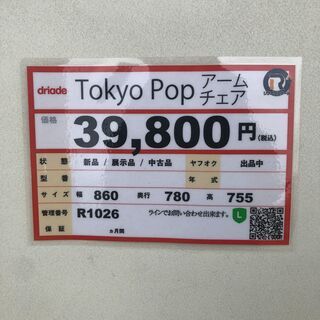 driade Tokyo Pop アームチェア
価格 39,800円(税込)
状態 新品 / 展示品 / 中古品 ヤフオク 出品中
型番 年式
サイズ 幅 860 奥行 780 高 755
管理番号 R1026 ラインでお問い合わせ出来ます。 L
保証 ヵ月間